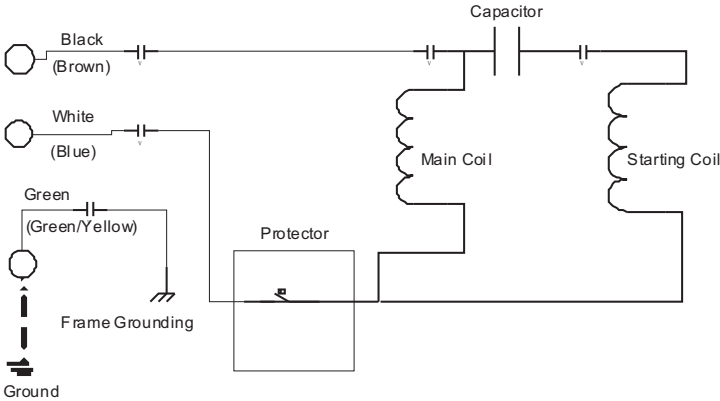 Capacitor
Black
(Brown)
White
(Blue)
Main Coil
Starting Coil
Green
(Green/Yellow)
Protector
Frame Grounding
Ground